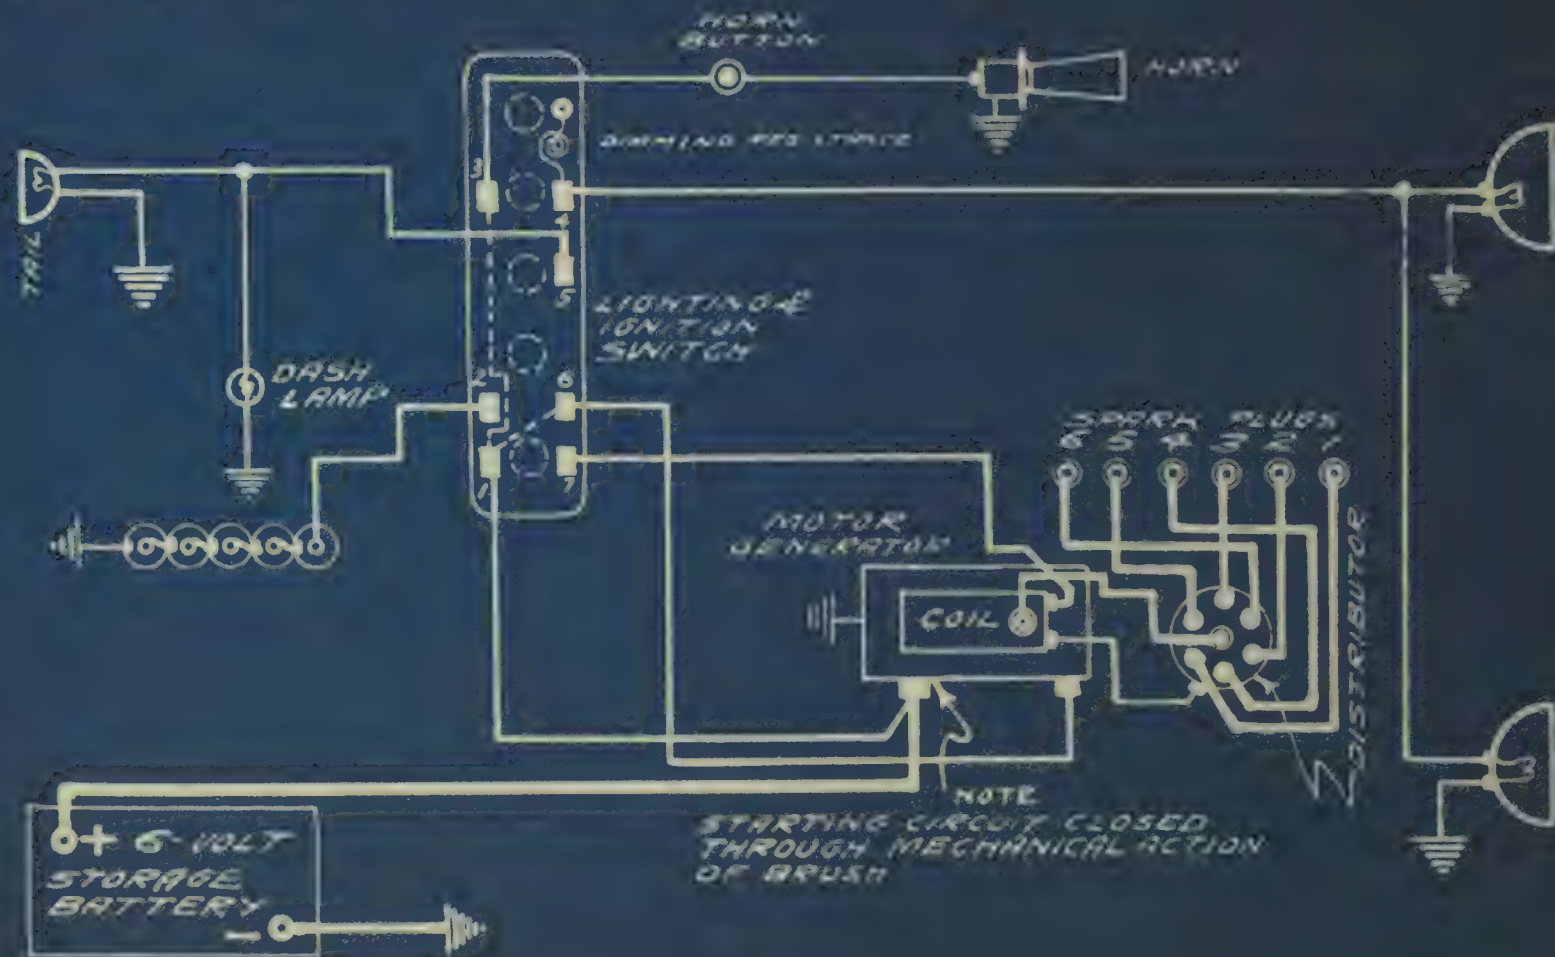 HORN
BUTTON
HORN
DIMMING RESISTANCE
3
4
5
TAIL
LIGHTING &
IGNITION
SWITCH
DASH
LAMP
2
6
1
7
SPARK PLUGS
6 5 4 3 2 1
MOTOR
GENERATOR
COIL
DISTRIBUTOR
NOTE
STARTING CIRCUIT CLOSED
THROUGH MECHANICAL ACTION
OF BRUSH
+ 6-VOLT
STORAGE
BATTERY
-